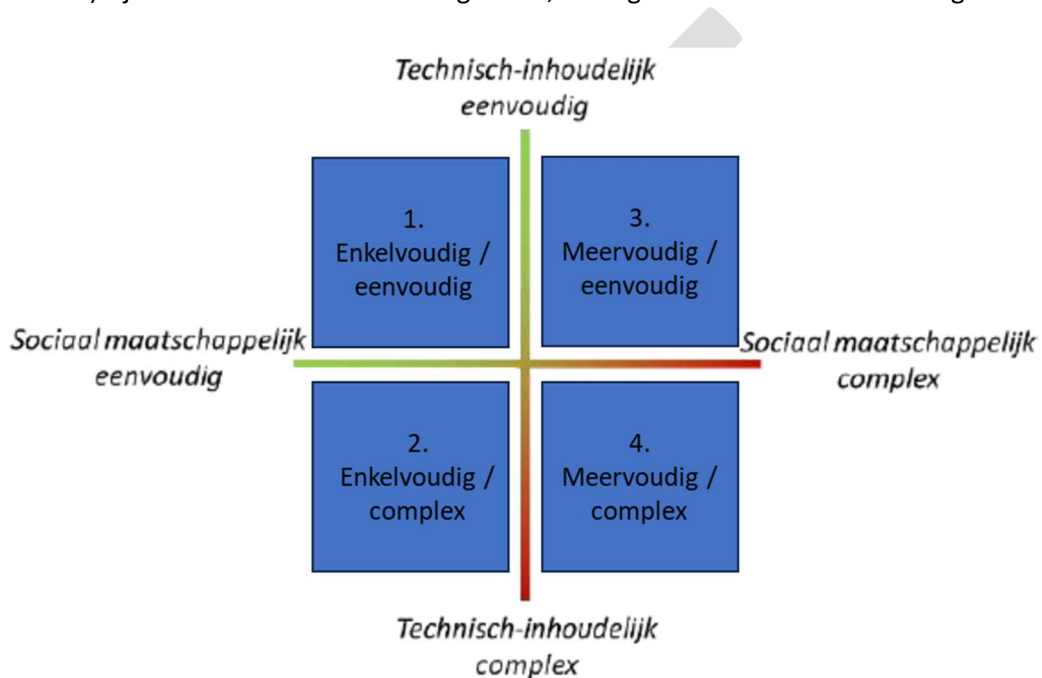 Technisch-inhoudelijk
eenvoudig
1.
Enkelvoudig /
eenvoudig
3.
Meervoudig /
eenvoudig
Sociaal maatschappelijk
eenvoudig
Sociaal maatschappelijk
complex
2.
Enkelvoudig /
complex
4.
Meervoudig /
complex
Technisch-inhoudelijk
complex